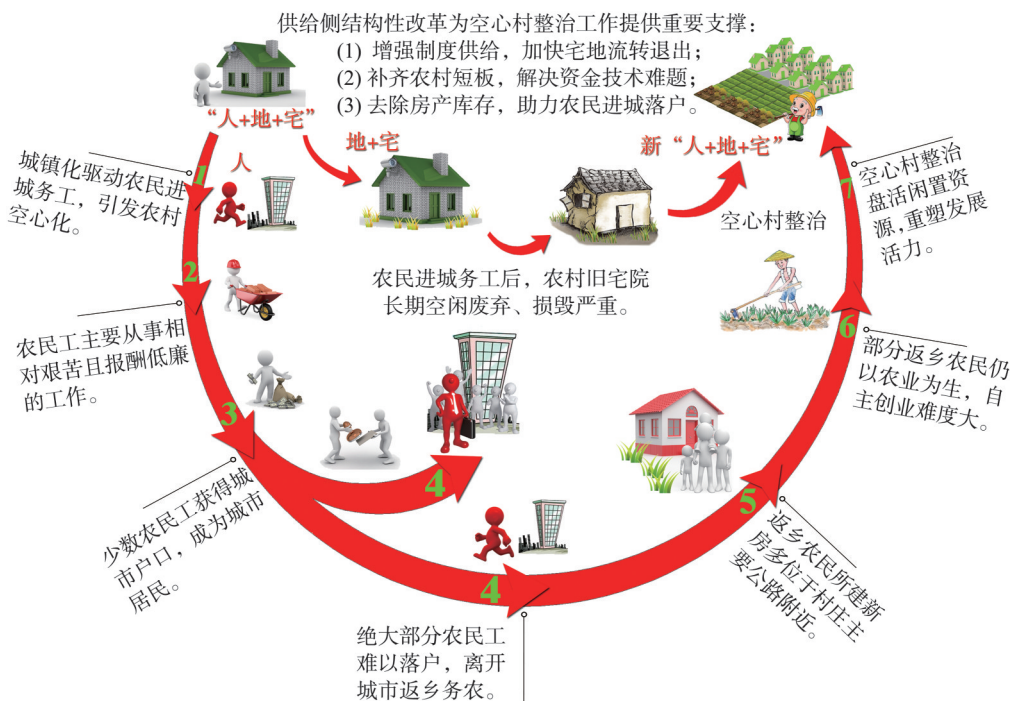 供给侧结构性改革为空心村整治工作提供重要支撑：
(1) 增强制度供给，加快宅地流转退出；
(2) 补齐农村短板，解决资金技术难题；
(3) 去除房产库存，助力农民进城落户。
“人+地+宅”
人
地+宅
新“人+地+宅”
空心村整治
农民进城务工后，农村旧宅院
长期空闲废弃、损毁严重。
1
城镇化驱动农民进
城务工，引发农村
空心化。
2
农民工主要从事相
对艰苦且报酬低廉
的工作。
3
少数农民工获得城
市户口，成为城市
居民。
4
4
绝大部分农民工
难以落户，离开
城市返乡务农。
5
返乡农民所建新
房多位于村庄主
要公路附近。
6
部分返乡农民仍
以农业为生，自
主创业难度大。
7
空心村整治
盘活闲置资
源，重塑发展
活力。